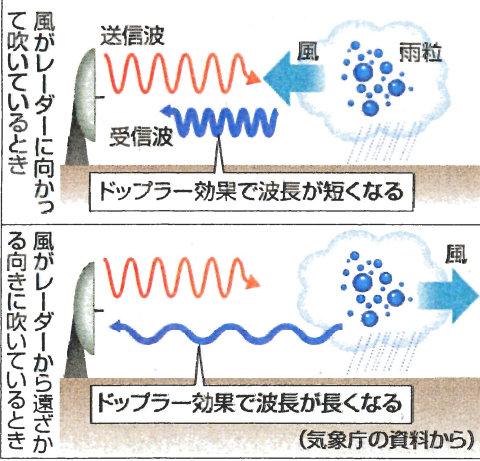 風がレーダーに向かっ
て吹いているとき
送信波
風
雨粒
受信波
ドップラー効果で波長が短くなる
風がレーダーから遠ざか
る向きに吹いているとき
風
ドップラー効果で波長が長くなる
(気象庁の資料から)